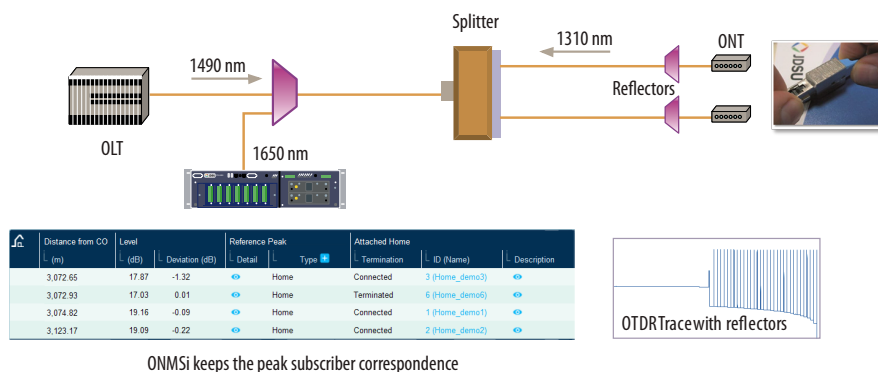 Splitter
1490 nm
1310 nm
ONT
JDSU
Reflectors
OLT
1650 nm
Distance from CO
Level
Reference Peak
Attached Home
(m)
(dB)
Deviation (dB)
Detail
Type
Termination
ID (Name)
Description
3,072.65 17.87 -1.32 Home Connected 3 (Home_demo3)
3,072.93 17.03 0.01 Home Terminated 6 (Home_demo6)
3,074.82 19.16 -0.09 Home Connected 1 (Home_demo1)
3,123.17 19.09 -0.22 Home Connected 2 (Home_demo2)
OTDR Trace with reflectors
ONMSi keeps the peak subscriber correspondence